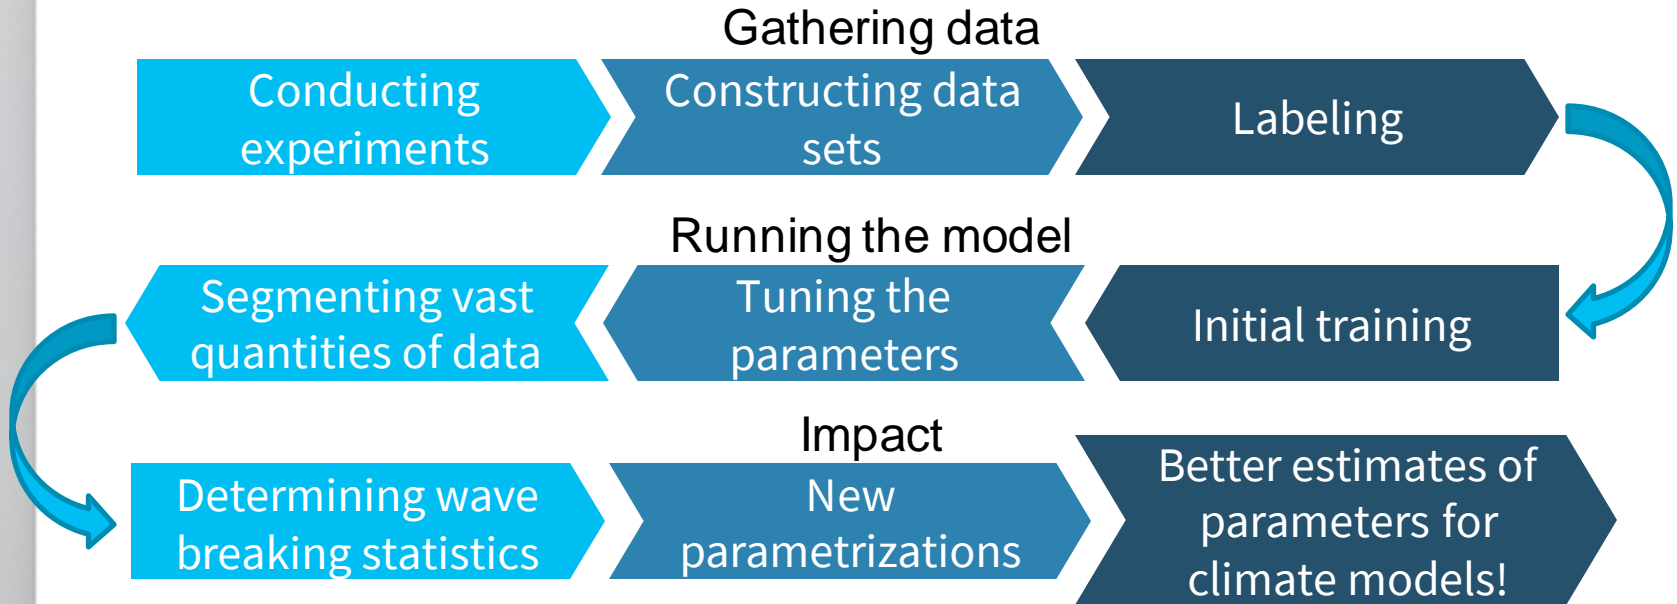 Gathering data
Conducting
experiments
Constructing data
sets
Labeling
Running the model
Segmenting vast
quantities of data
Tuning the
parameters
Initial training
Impact
Determining wave
breaking statistics
New
parametrizations
Better estimates of
parameters for
climate models!